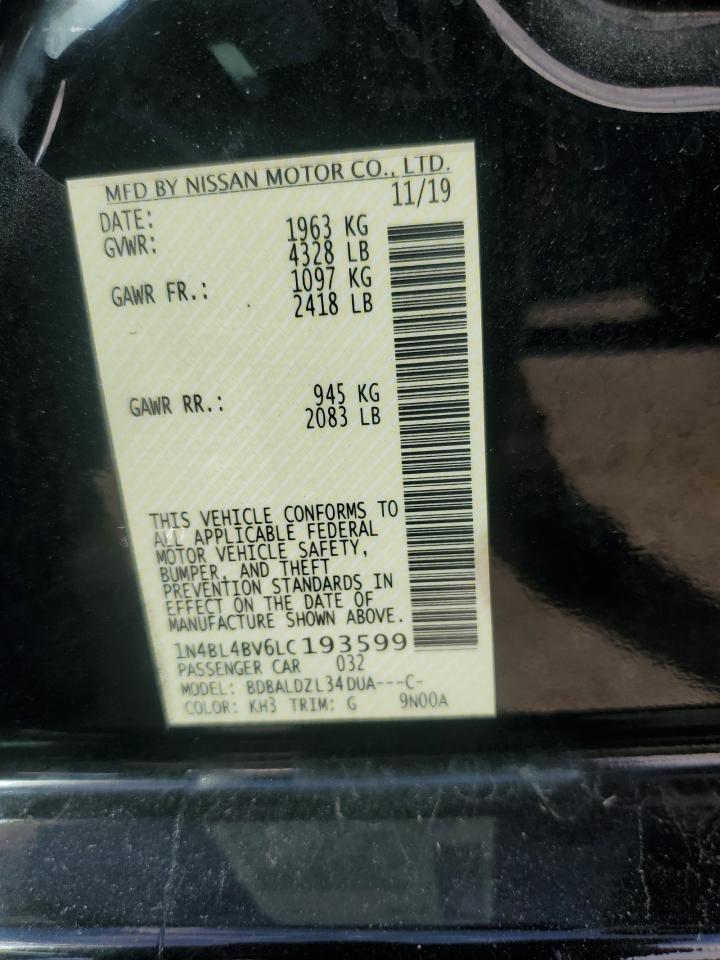 MFD BY NISSAN MOTOR CO., LTD.
DATE: 11/19
GVWR: 1963 KG
4328 LB
GAWR FR.: 1097 KG
2418 LB
GAWR RR.: 945 KG
2083 LB
THIS VEHICLE CONFORMS TO
ALL APPLICABLE FEDERAL
MOTOR VEHICLE SAFETY,
BUMPER, AND THEFT
PREVENTION STANDARDS IN
EFFECT ON THE DATE OF
MANUFACTURE SHOWN ABOVE.
1N4BL4BV6LC193599
PASSENGER CAR 032
MODEL: BDBALDZL34DUA---C-
COLOR: KH3 TRIM: G 9N00A